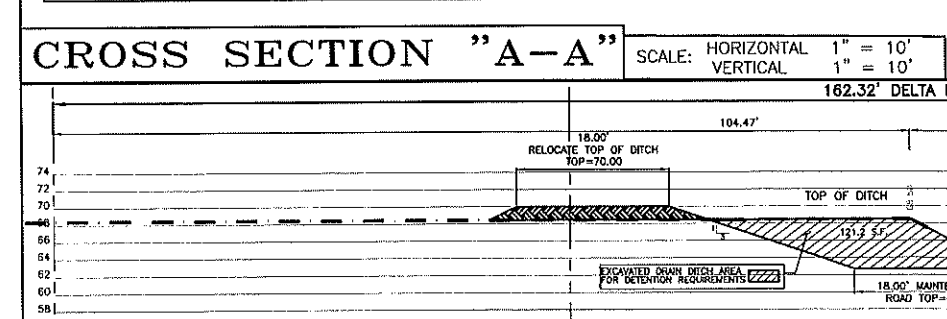 CROSS SECTION "A-A"
SCALE: HORIZONTAL 1" = 10'
VERTICAL 1" = 10'
162.32' DELTA
104.47'
18.00'
RELOCATE TOP OF DITCH
TOP=70.00
74
72
70
68
66
64
62
60
58
TOP OF DITCH
1
3
121.2 S.F.
EXCAVATED DRAIN DITCH AREA
FOR DETENTION REQUIREMENTS
18.00' MAINTE
ROAD TOP=